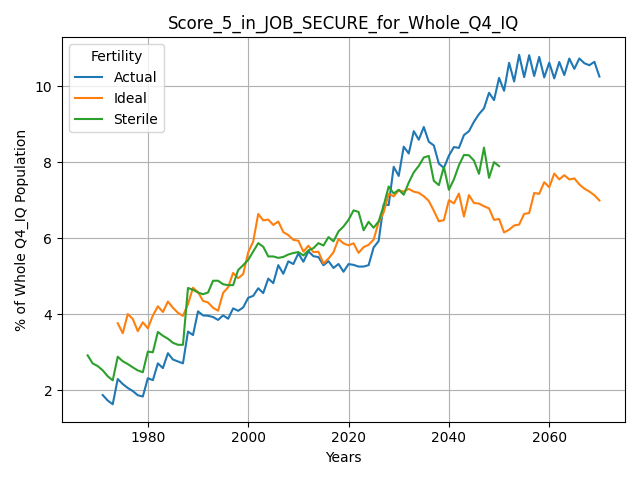 Score_5_in_JOB_SECURE_for_Whole_Q4_IQ
Fertility
Actual
Ideal
Sterile
% of Whole Q4_IQ Population
10
8
6
4
2
1980 2000 2020 2040 2060
Years